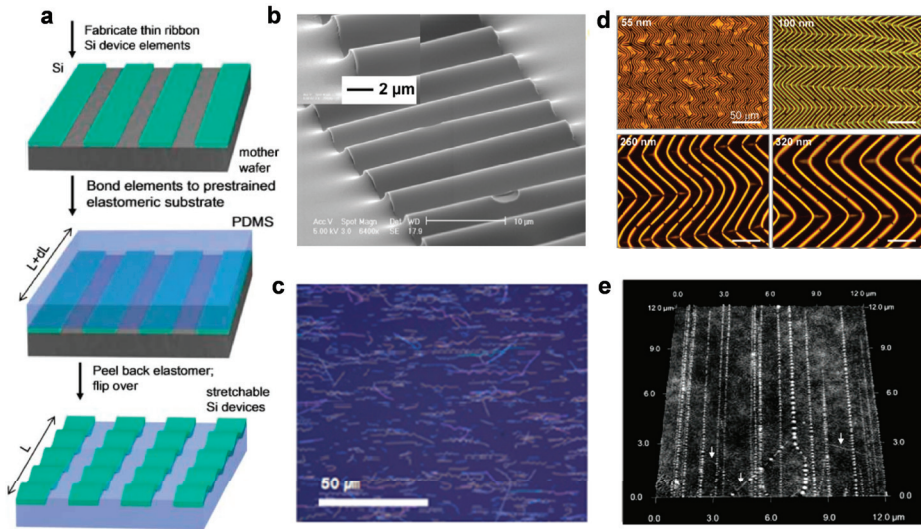 a
Fabricate thin ribbon
Si device elements
Si
mother
wafer
Bond elements to prestrained
elastomeric substrate
PDMS
L+dL
Peel back elastomer;
flip over
stretchable
Si devices
L
b
2 µm
Acc.V Spot Magn Det WD
5.00 kV 3.0 6400x SE 17.9
10 µm
c
50 µm
d
55 nm
50 µm
100 nm
260 nm
320 nm
e
0.0 3.0 6.0 9.0 12.0 µm
12.0 µm
12.0 µm
9.0
9.0
6.0
6.0
3.0
3.0
0.0
0.0
0.0 3.0 6.0 9.0 12.0 µm